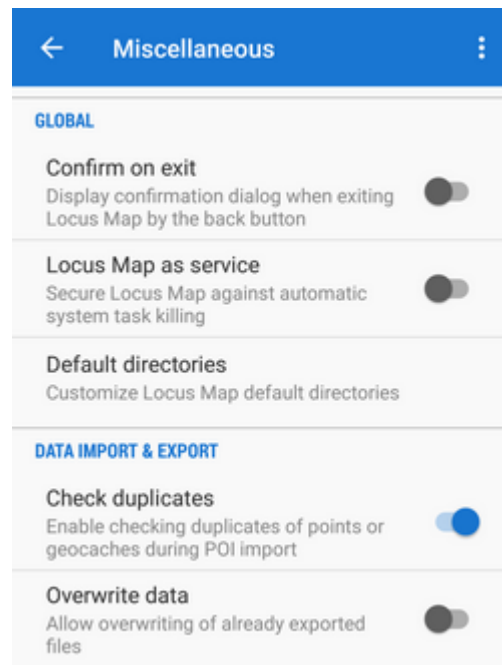 Miscellaneous
GLOBAL
Confirm on exit
Display confirmation dialog when exiting
Locus Map by the back button
Locus Map as service
Secure Locus Map against automatic
system task killing
Default directories
Customize Locus Map default directories
DATA IMPORT & EXPORT
Check duplicates
Enable checking duplicates of points or
geocaches during POI import
Overwrite data
Allow overwriting of already exported
files